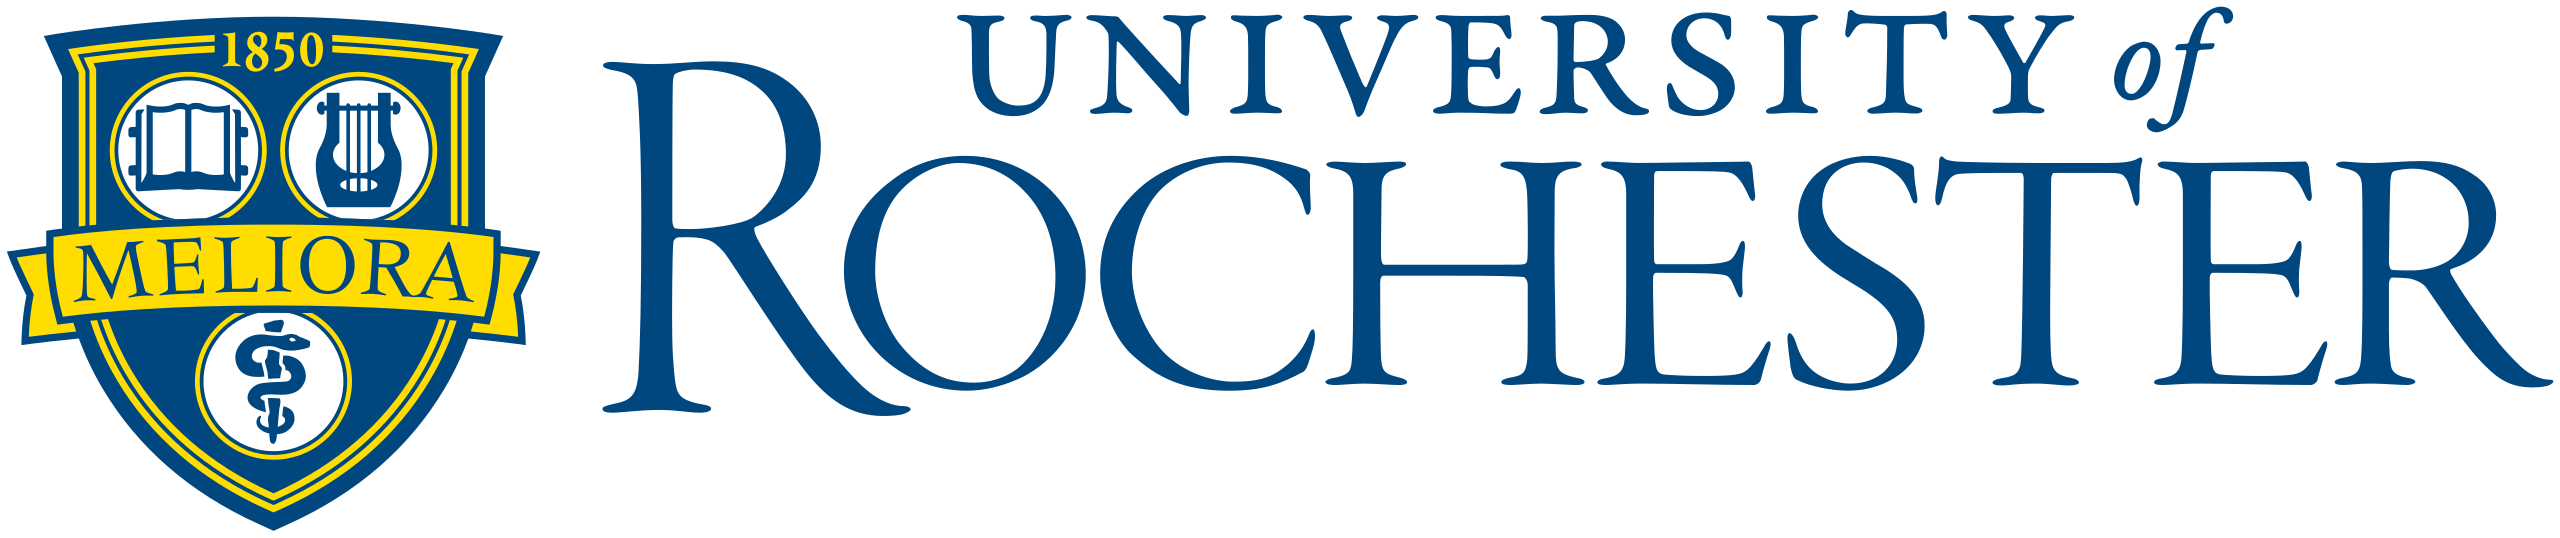 1850
MELIORA
UNIVERSITY of
ROCHESTER